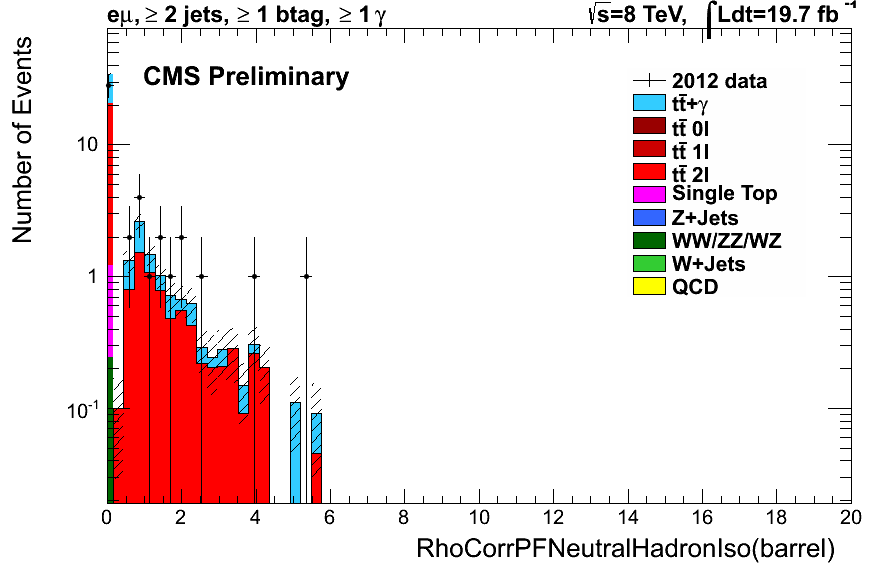 eμ, ≥ 2 jets, ≥ 1 btag, ≥ 1 γ
√s=8 TeV, ∫Ldt=19.7 fb⁻¹
CMS Preliminary
Number of Events
2012 data
tt̄+γ
tt̄ 0l
tt̄ 1l
tt̄ 2l
Single Top
Z+Jets
WW/ZZ/WZ
W+Jets
QCD
10
1
10⁻¹
0 2 4 6 8 10 12 14 16 18 20
RhoCorrPFNeutralHadronIso(barrel)